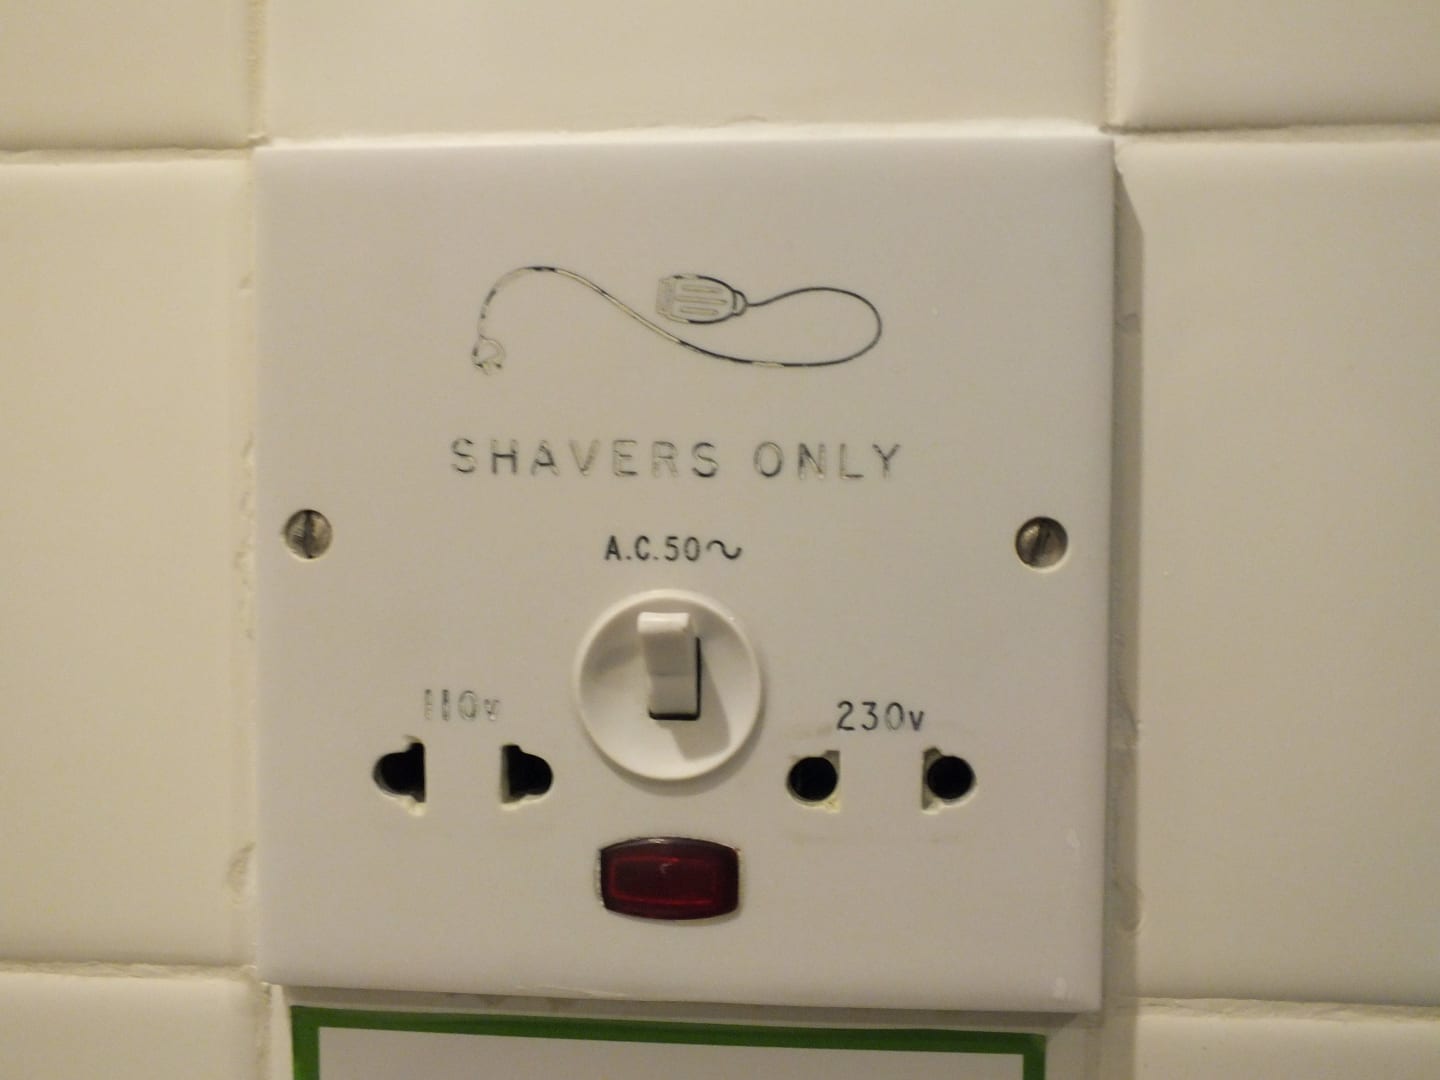 SHAVERS ONLY
A.C.50~
110v
230v